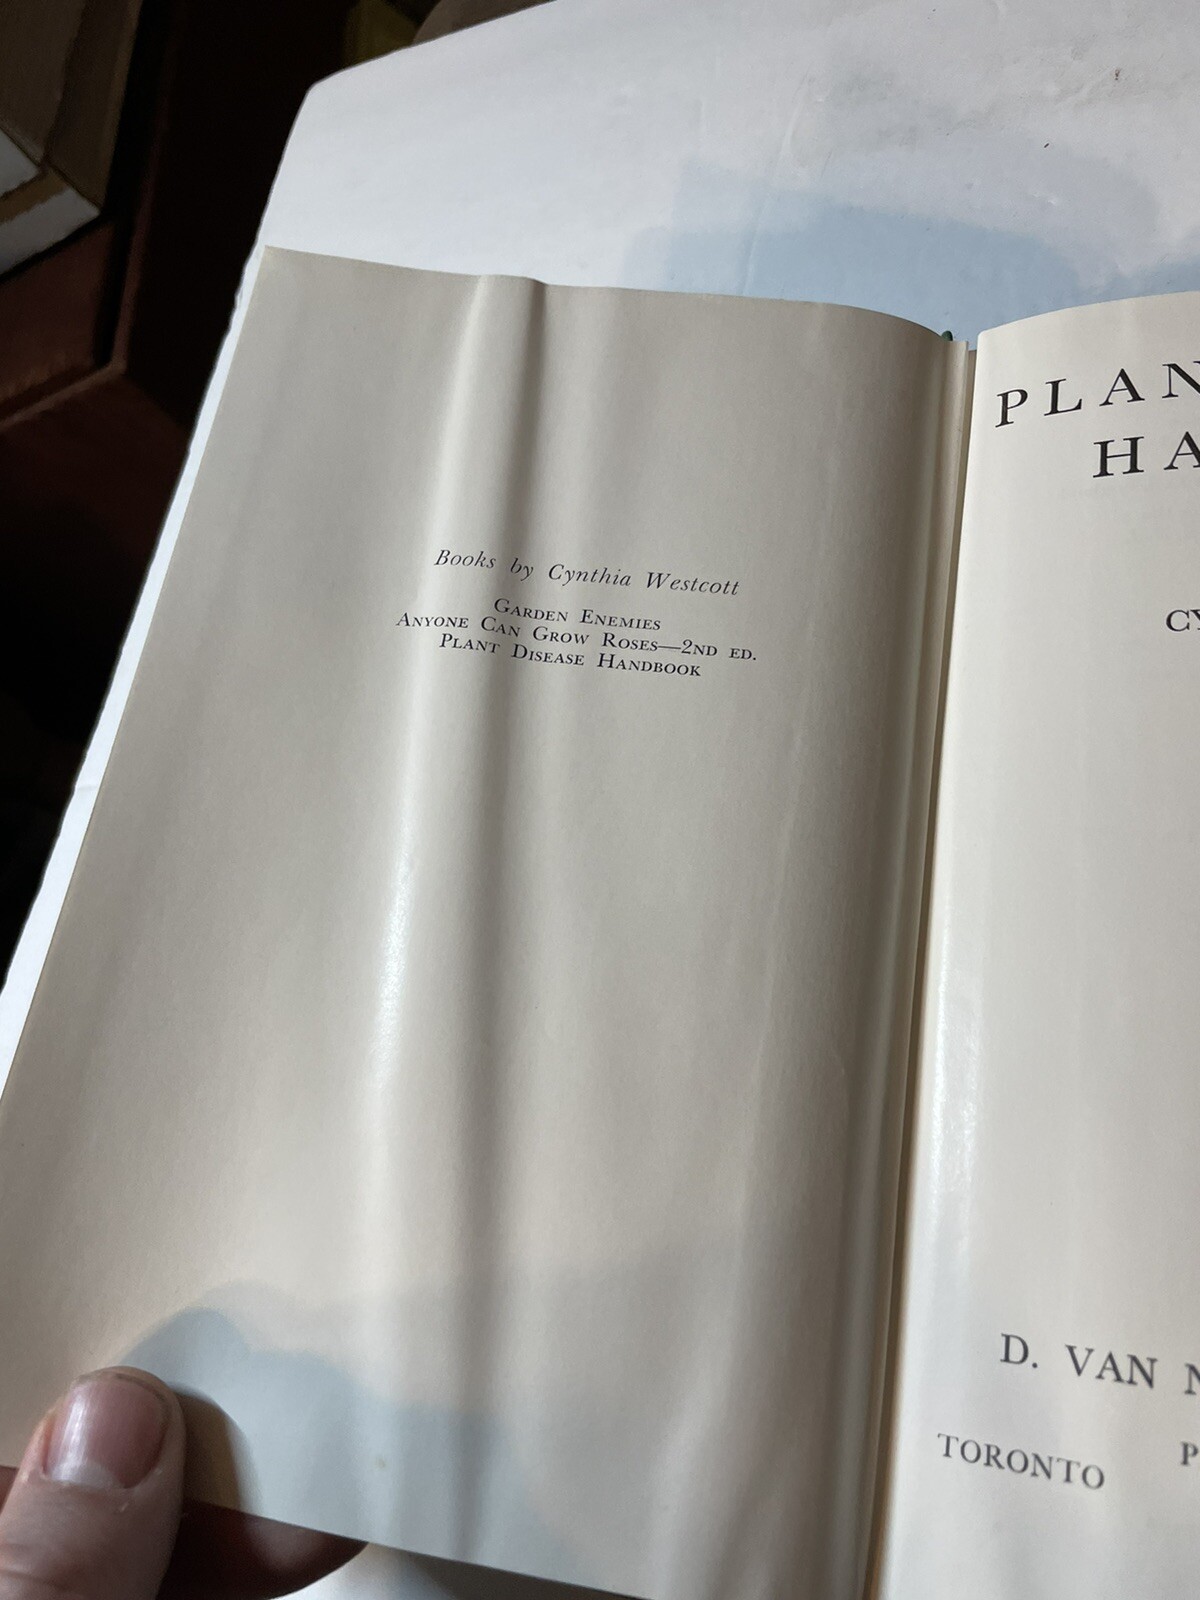 Books by Cynthia Westcott
GARDEN ENEMIES
ANYONE CAN GROW ROSES—2ND ED.
PLANT DISEASE HANDBOOK
PLAN
HA
CY
D. VAN N
P
TORONTO